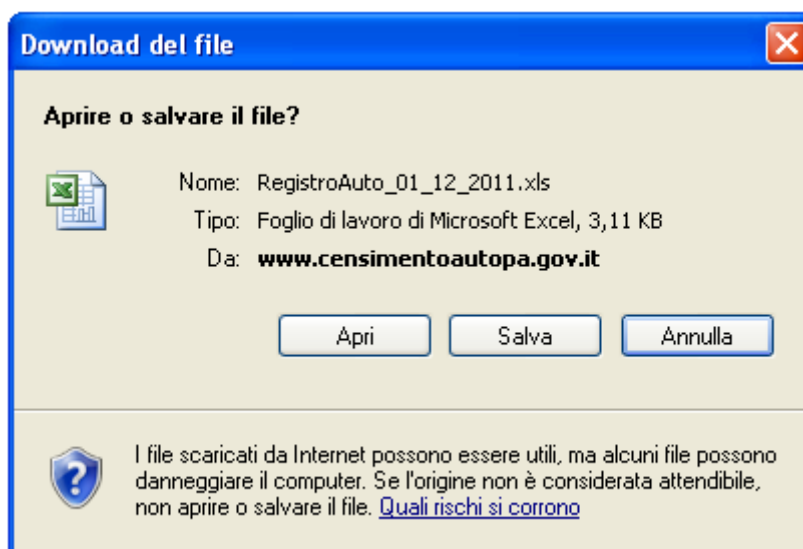 Download del file
Aprire o salvare il file?
Nome: RegistroAuto_01_12_2011.xls
Tipo: Foglio di lavoro di Microsoft Excel, 3,11 KB
Da: www.censimentoautopa.gov.it
Apri Salva Annulla
I file scaricati da Internet possono essere utili, ma alcuni file possono
danneggiare il computer. Se l'origine non è considerata attendibile,
non aprire o salvare il file. Quali rischi si corrono